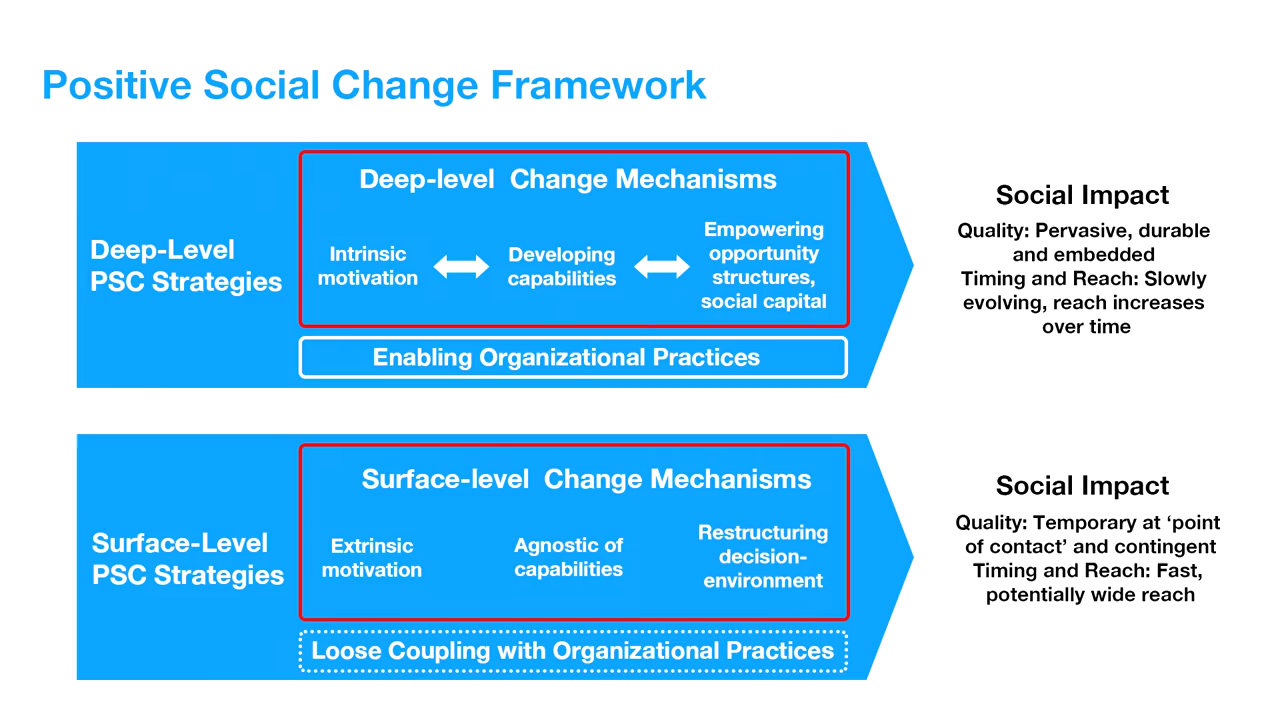 Positive Social Change Framework
Deep-Level
PSC Strategies
Deep-level Change Mechanisms
Intrinsic
motivation
Developing
capabilities
Empowering
opportunity
structures,
social capital
Enabling Organizational Practices
Social Impact
Quality: Pervasive, durable
and embedded
Timing and Reach: Slowly
evolving, reach increases
over time
Surface-Level
PSC Strategies
Surface-level Change Mechanisms
Extrinsic
motivation
Agnostic of
capabilities
Restructuring
decision-
environment
Loose Coupling with Organizational Practices
Social Impact
Quality: Temporary at ‘point
of contact’ and contingent
Timing and Reach: Fast,
potentially wide reach